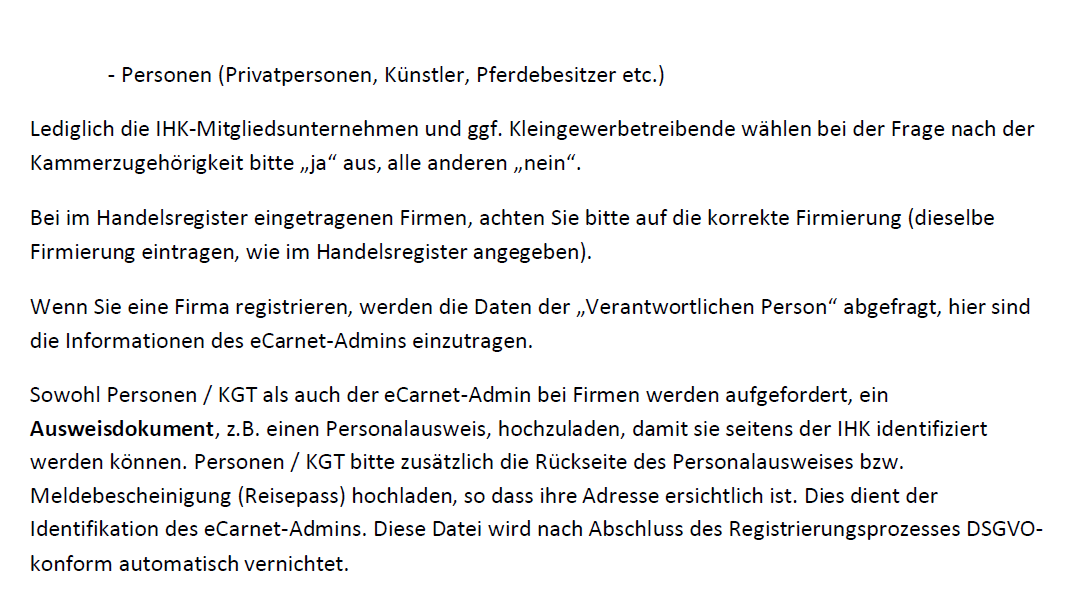 - Personen (Privatpersonen, Künstler, Pferdebesitzer etc.)
Lediglich die IHK-Mitgliedsunternehmen und ggf. Kleingewerbetreibende wählen bei der Frage nach der
Kammerzugehörigkeit bitte „ja“ aus, alle anderen „nein“.
Bei im Handelsregister eingetragenen Firmen, achten Sie bitte auf die korrekte Firmierung (dieselbe
Firmierung eintragen, wie im Handelsregister angegeben).
Wenn Sie eine Firma registrieren, werden die Daten der „Verantwortlichen Person“ abgefragt, hier sind
die Informationen des eCarnet-Admins einzutragen.
Sowohl Personen / KGT als auch der eCarnet-Admin bei Firmen werden aufgefordert, ein
Ausweisdokument, z.B. einen Personalausweis, hochzuladen, damit sie seitens der IHK identifiziert
werden können. Personen / KGT bitte zusätzlich die Rückseite des Personalausweises bzw.
Meldebescheinigung (Reisepass) hochladen, so dass ihre Adresse ersichtlich ist. Dies dient der
Identifikation des eCarnet-Admins. Diese Datei wird nach Abschluss des Registrierungsprozesses DSGVO-
konform automatisch vernichtet.